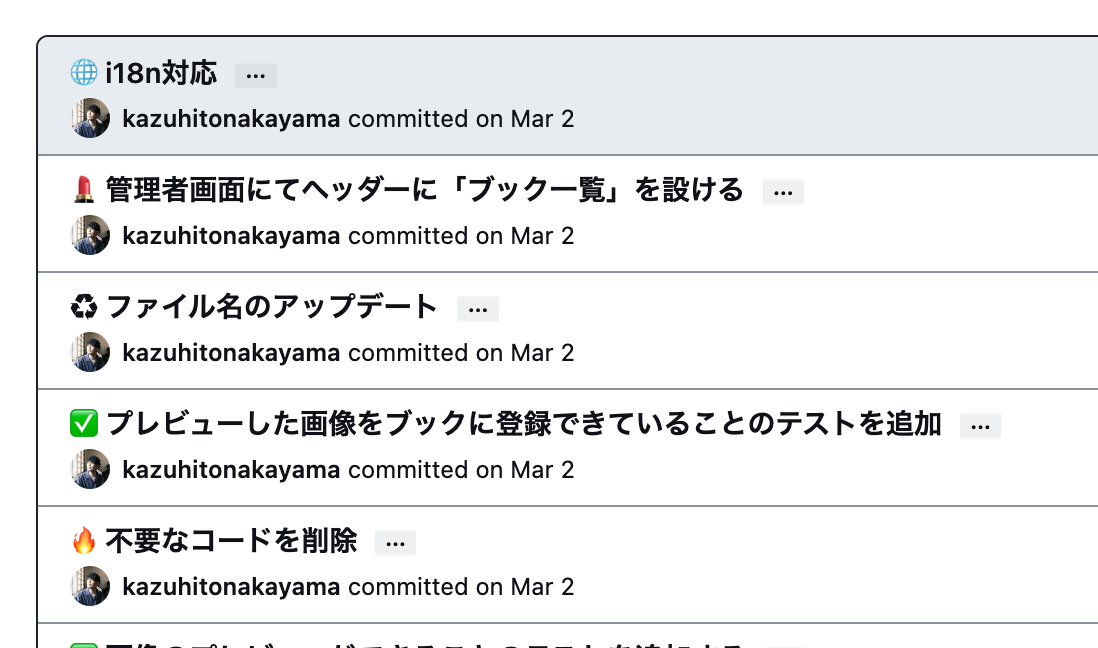 🌐 i18n対応 …
kazuhitonakayama committed on Mar 2
💄 管理者画面にてヘッダーに「ブック一覧」を設ける …
kazuhitonakayama committed on Mar 2
♻ ファイル名のアップデート …
kazuhitonakayama committed on Mar 2
✅ プレビューした画像をブックに登録できていることのテストを追加 …
kazuhitonakayama committed on Mar 2
🔥 不要なコードを削除 …
kazuhitonakayama committed on Mar 2